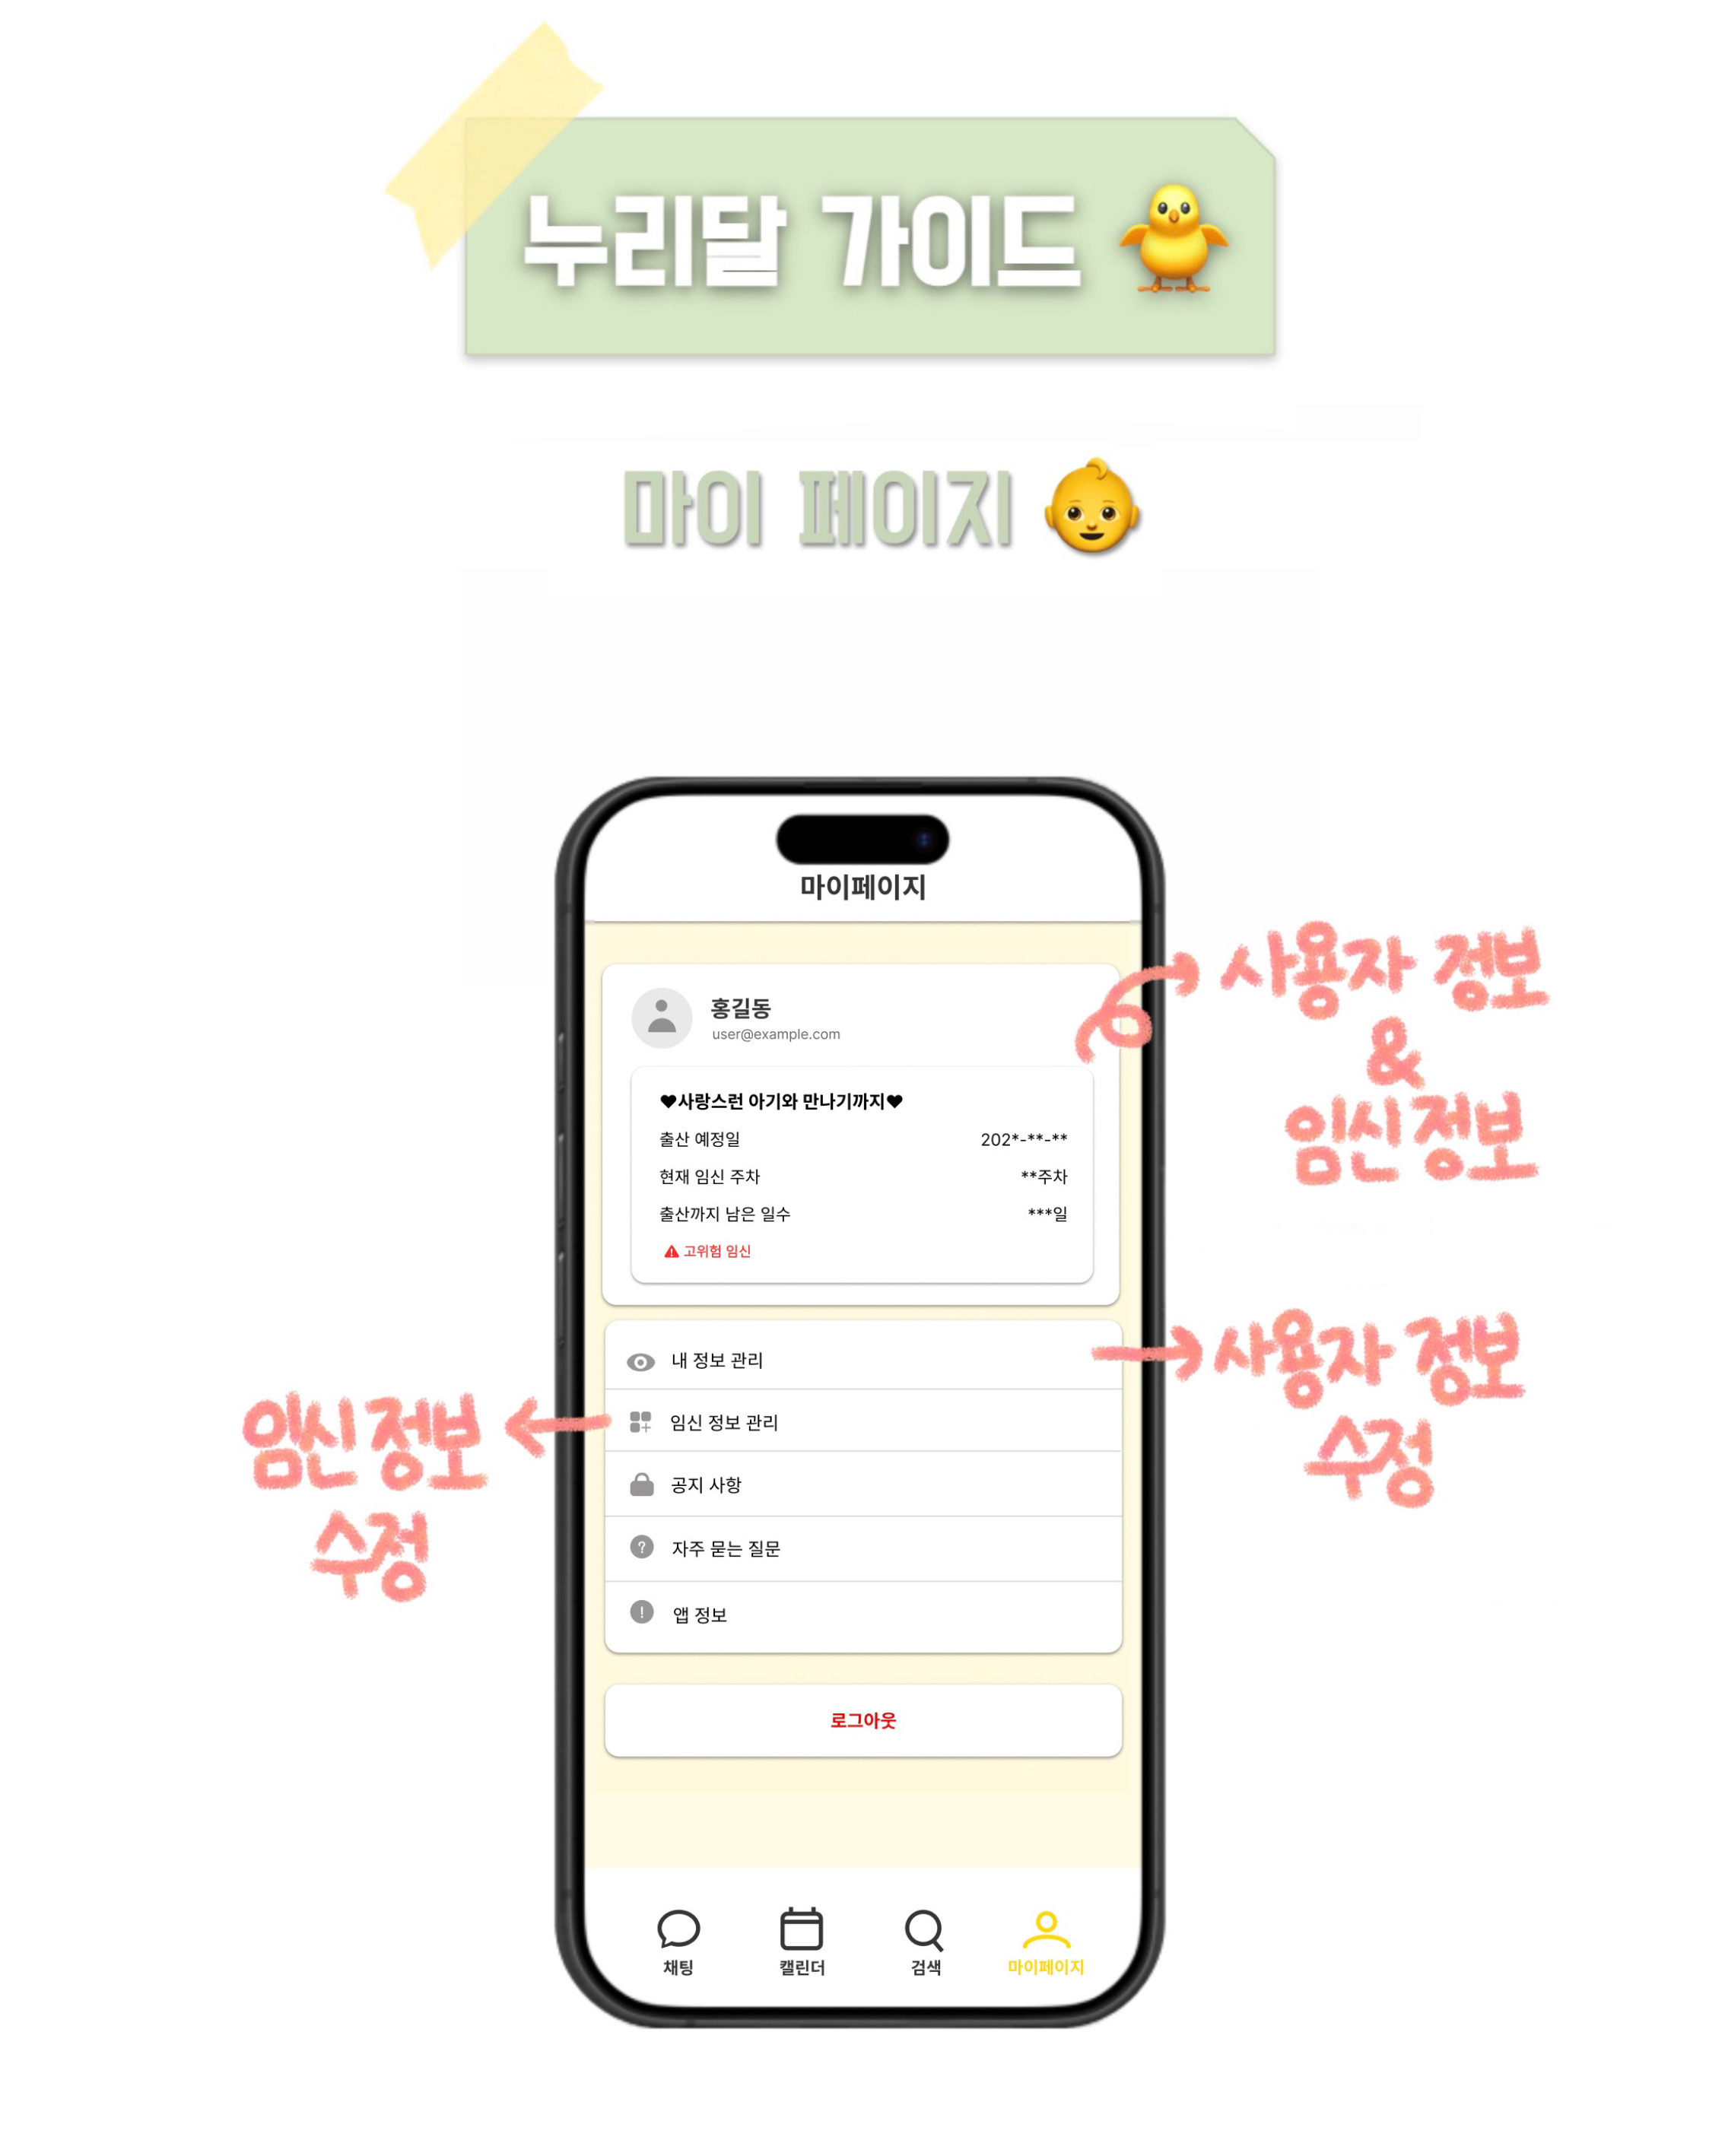 누리달 가이드
마이 페이지
마이페이지
홍길동
user@example.com
사용자 정보
&
임신 정보
♥사랑스런 아기와 만나기까지♥
출산 예정일 202*-**-**
현재 임신 주차 **주차
출산까지 남은 일수 ***일
고위험 임신
내 정보 관리
사용자 정보
수정
임신 정보 관리
임신 정보
수정
공지 사항
자주 묻는 질문
앱 정보
로그아웃
채팅 캘린더 검색 마이페이지